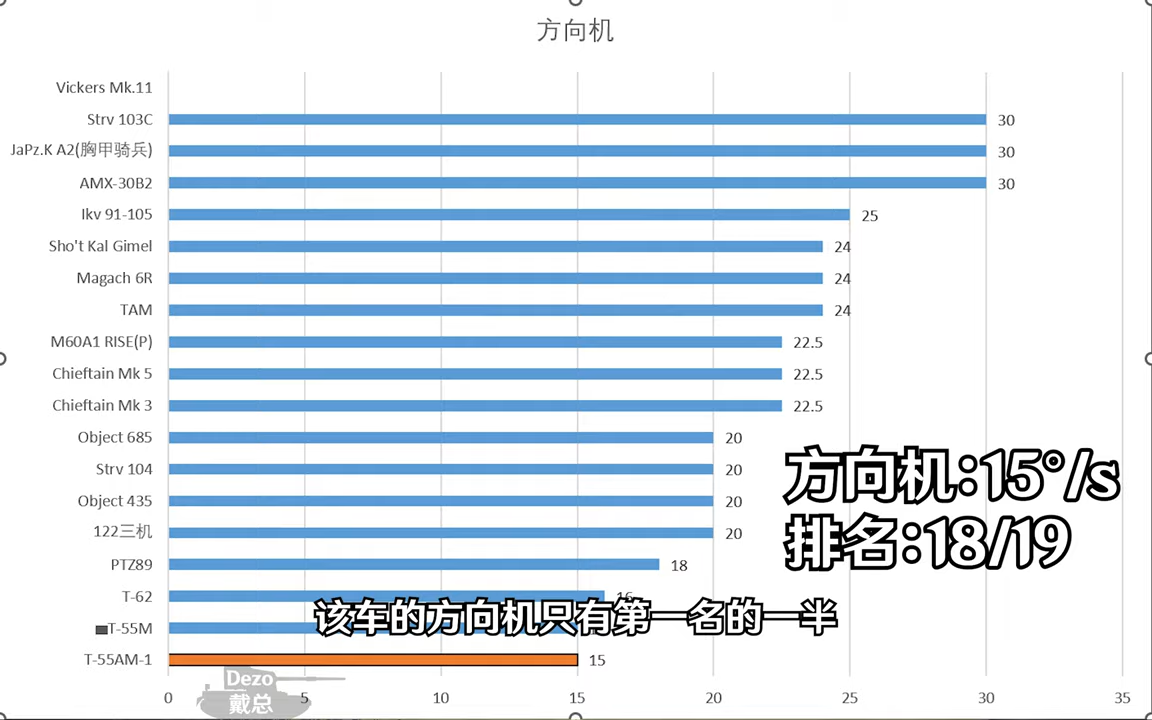 方向机
Vickers Mk.11
Strv 103C 30
JaPz.K A2(胸甲骑兵) 30
AMX-30B2 30
Ikv 91-105 25
Sho't Kal Gimel 24
Magach 6R 24
TAM 24
M60A1 RISE(P) 22.5
Chieftain Mk 5 22.5
Chieftain Mk 3 22.5
Object 685 20
Strv 104 20
Object 435 20
122三机 20
PTZ89 18
T-62 16
T-55M
T-55AM-1 15
方向机:15°/s
排名:18/19
该车的方向机只有第一名的一半
0 5 10 15 20 25 30 35
Dezo
戴总